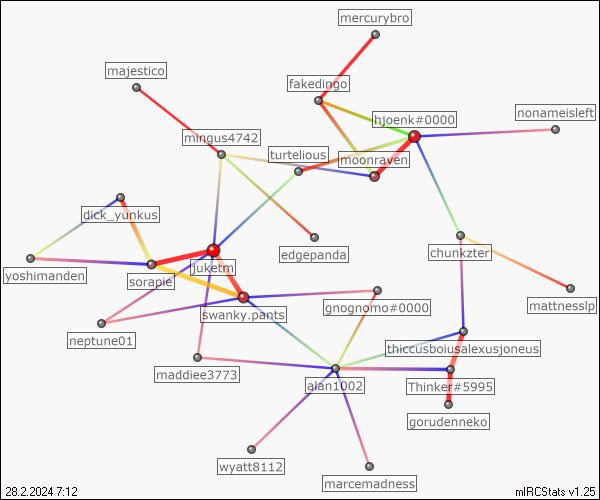 mercurybro
majestico
fakedingo
nonameisleft
hjoenk#0000
mingus4742
turtelious
moonraven
dick_yunkus
edgepanda
chunkzter
juketm
yoshimanden
sorapie
mattnesslp
gnognomo#0000
swanky.pants
neptune01
thiccusboiusalexusjoneus
maddiee3773
alan1002
Thinker#5995
gorudenneko
wyatt8112
marcemadness
28.2.2024 7:12
mIRCStats v1.25